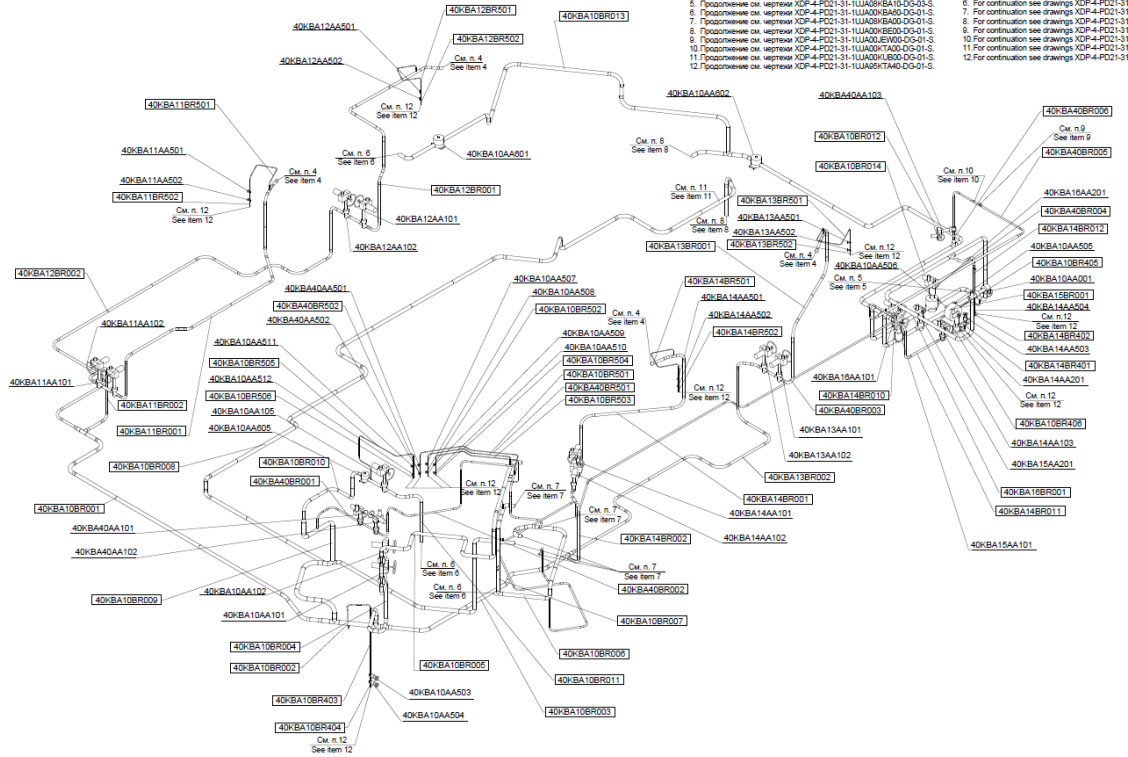 5. Продолжение см. чертежи XDP-4-PD21-31-1UJA08KBA10-DG-03-S.
6. Продолжение см. чертежи XDP-4-PD21-31-1UJA00KBA60-DG-01-S.
7. Продолжение см. чертежи XDP-4-PD21-31-1UJA08KBA00-DG-01-S.
8. Продолжение см. чертежи XDP-4-PD21-31-1UJA00KBE00-DG-01-S.
9. Продолжение см. чертежи XDP-4-PD21-31-1UJA00JEW00-DG-01-S.
10. Продолжение см. чертежи XDP-4-PD21-31-1UJA00KTA00-DG-01-S.
11. Продолжение см. чертежи XDP-4-PD21-31-1UJA00KUB00-DG-01-S.
12. Продолжение см. чертежи XDP-4-PD21-31-1UJA95KTA40-DG-01-S.
6. For continuation see drawings XDP-4-PD21-31
7. For continuation see drawings XDP-4-PD21-31
8. For continuation see drawings XDP-4-PD21-31
9. For continuation see drawings XDP-4-PD21-31
10. For continuation see drawings XDP-4-PD21-31
11. For continuation see drawings XDP-4-PD21-31
12. For continuation see drawings XDP-4-PD21-31
40KBA12BR501
40KBA10BR013
40KBA12AA501
40KBA12BR502
40KBA12AA502
См. п. 4
See item 4
См. п. 12
See item 12
40KBA11BR501
40KBA11AA501
40KBA11AA502
40KBA11BR502
См. п. 4
See item 4
См. п. 12
See item 12
См. п. 6
See item 6
40KBA10AA601
40KBA12BR001
40KBA12AA101
40KBA12AA102
40KBA10AA602
См. п. 8
See item 8
См. п. 11
See item 11
См. п. 8
See item 8
40KBA40AA103
40KBA40BR006
См. п.9
See item 9
40KBA10BR012
40KBA40BR005
40KBA10BR014
См. п.10
See item 10
40KBA16AA201
40KBA40BR004
40KBA14BR012
40KBA10AA505
40KBA10BR405
40KBA10AA001
40KBA15BR001
40KBA14AA504
См. п.12
See item 12
40KBA14BR402
40KBA14AA503
40KBA14BR401
40KBA14AA201
См. п.12
See item 12
40KBA10BR406
40KBA14AA103
40KBA15AA201
40KBA16BR001
40KBA14BR011
40KBA15AA101
40KBA13BR501
40KBA13AA501
40KBA13AA502
40KBA13BR502
40KBA13BR001
См. п. 4
See item 4
См. п.12
See item 12
40KBA10AA506
См. п. 5
See item 5
40KBA16AA101
40KBA14BR010
40KBA40BR003
40KBA13AA101
40KBA13AA102
40KBA13BR002
40KBA14BR501
40KBA14AA501
40KBA14AA502
40KBA14BR502
См. п. 4
See item 4
См. п.12
See item 12
40KBA14BR001
40KBA14AA101
40KBA14AA102
40KBA14BR002
40KBA12BR002
40KBA11AA102
40KBA11AA101
40KBA11BR002
40KBA11BR001
40KBA10AA507
40KBA40AA501
40KBA10AA508
40KBA40BR502
40KBA10BR502
40KBA40AA502
40KBA10AA509
40KBA10AA511
40KBA10AA510
40KBA10BR505
40KBA10BR504
40KBA10AA512
40KBA10BR501
40KBA10BR506
40KBA40BR501
40KBA10AA105
40KBA10BR503
40KBA10AA605
40KBA10BR008
40KBA10BR010
40KBA40BR001
См. п.12
See item 12
См. п. 7
See item 7
См. п. 7
See item 7
40KBA10BR001
40KBA40AA101
40KBA40AA102
См. п. 6
See item 6
См. п. 6
See item 6
См. п. 7
See item 7
40KBA40BR002
40KBA10AA102
40KBA10BR009
40KBA10AA101
40KBA10BR007
40KBA10BR004
40KBA10BR002
40KBA10BR005
40KBA10BR006
40KBA10BR011
40KBA10BR403
40KBA10AA503
40KBA10BR003
40KBA10AA504
40KBA10BR404
См. п.12
See item 12